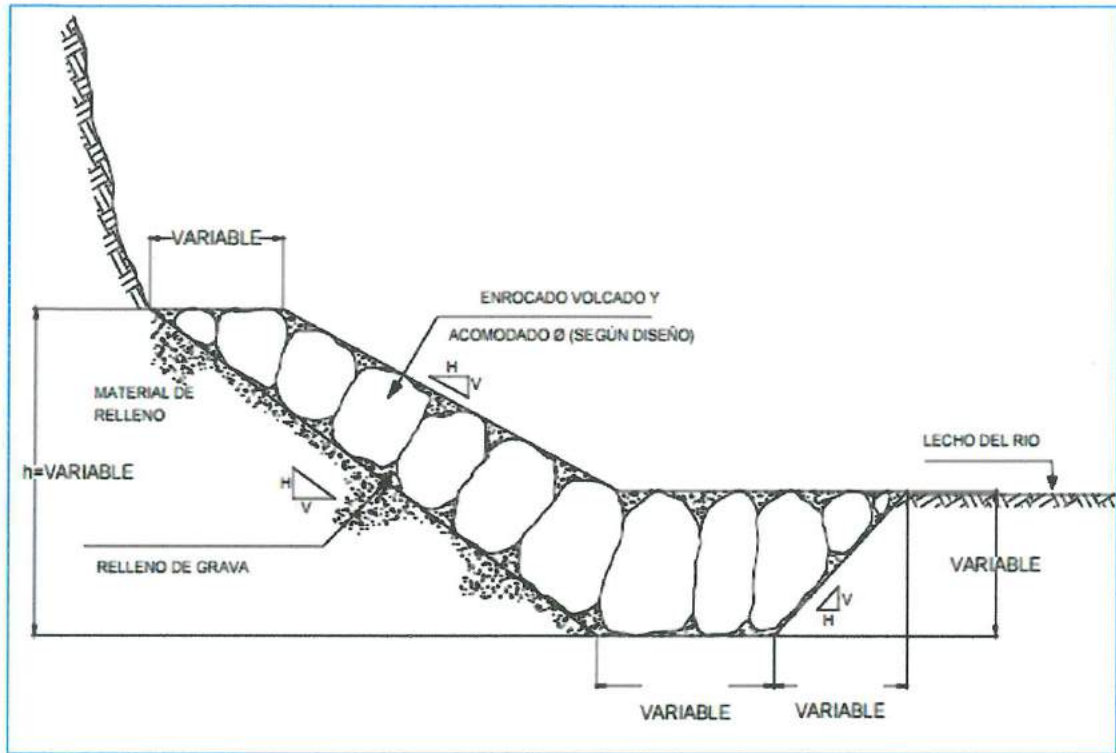 VARIABLE
ENROCADO VOLCADO Y
ACOMODADO Ø (SEGÚN DISEÑO)
H
V
MATERIAL DE
RELLENO
LECHO DEL RIO
h=VARIABLE
H
V
RELLENO DE GRAVA
VARIABLE
V
H
VARIABLE
VARIABLE